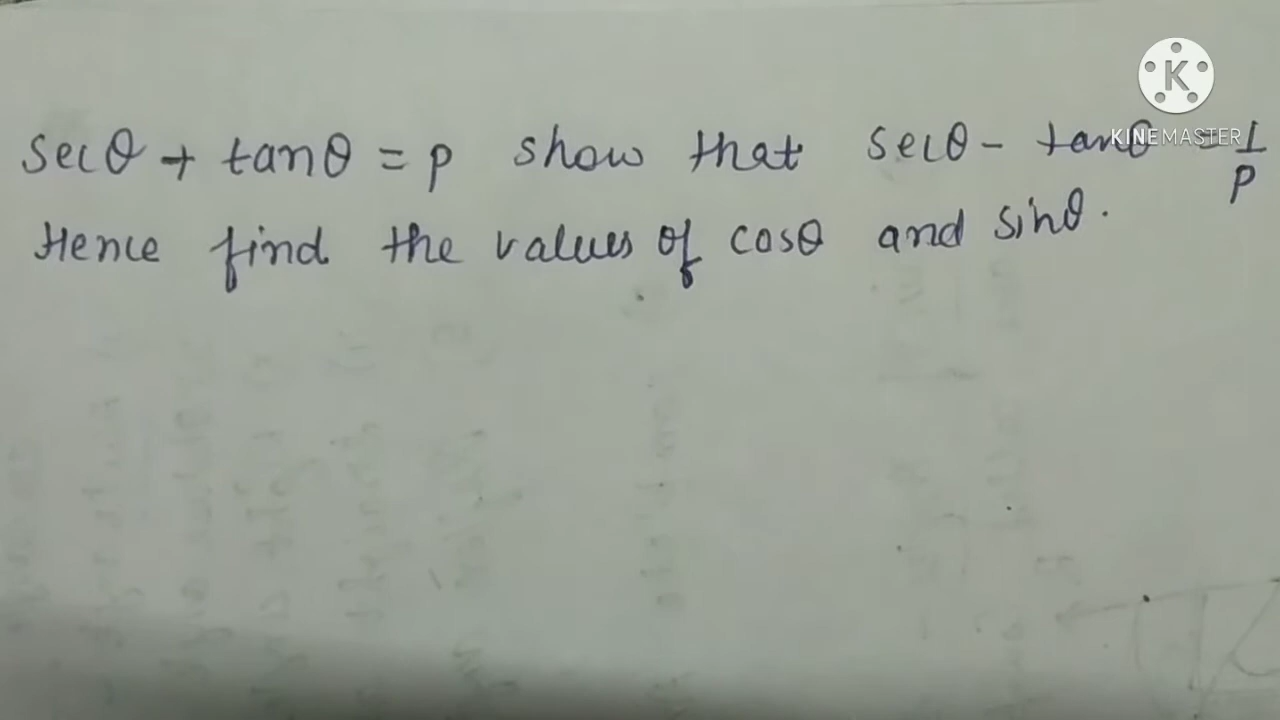 secθ + tanθ = p show that secθ - tanθ = 1/p
Hence find the values of cosθ and sinθ.
K
KINEMASTER